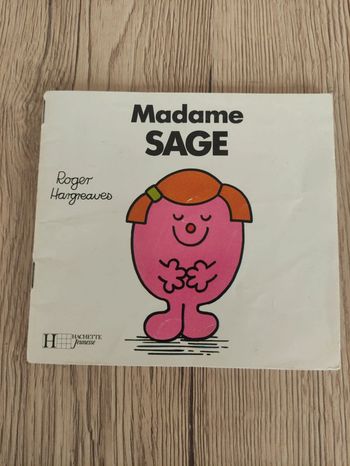 Madame
SAGE
Roger
Hargreaves
H HACHETTE
Jeunesse